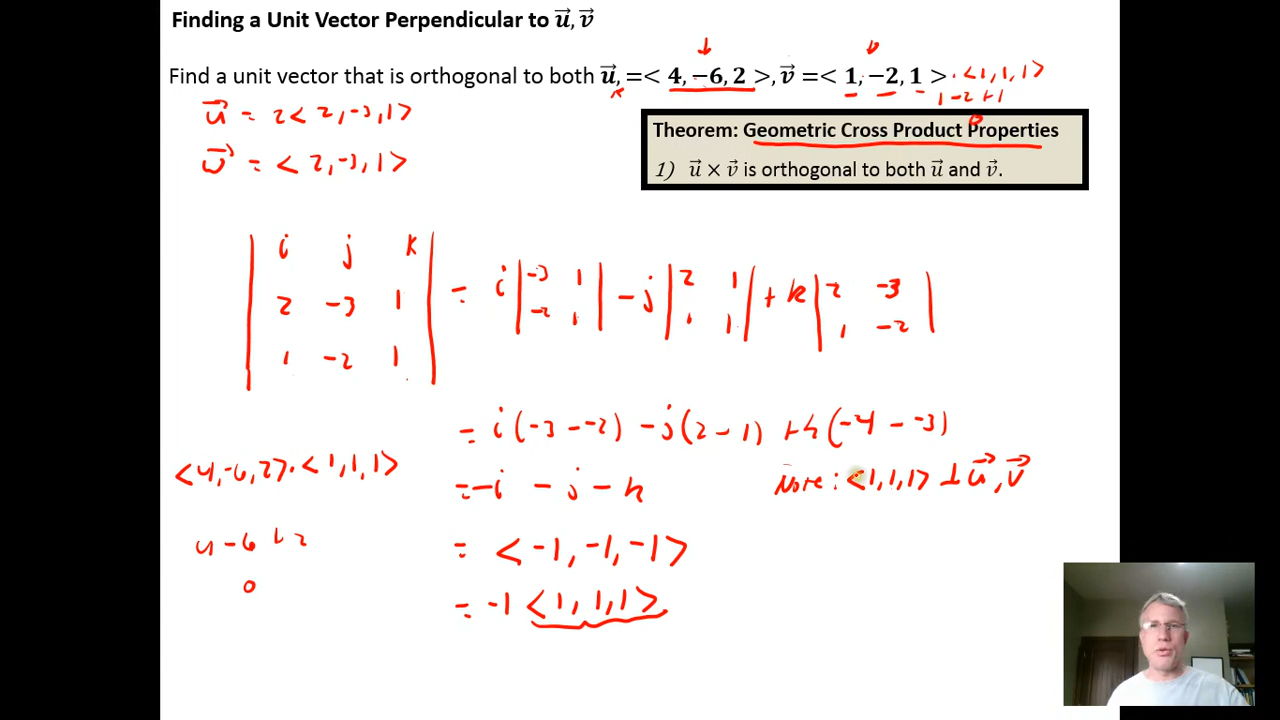 Finding a Unit Vector Perpendicular to u⃗, v⃗
Find a unit vector that is orthogonal to both u⃗, =< 4, −6, 2 >, v⃗ =< 1, −2, 1 > · <1, 1, 1>
1 - 2 + 1
0
u⃗ = 2<2, -3, 1>
w⃗ = <2, -3, 1>
Theorem: Geometric Cross Product Properties
1) u⃗ × v⃗ is orthogonal to both u⃗ and v⃗.
| i j k |
| 2 -3 1 |
| 1 -2 1 |
= i | -3 1 | - j | 2 1 | + k | 2 -3 |
| -2 1 | | 1 1 | | 1 -2 |
= i(-3 - -2) - j(2 - 1) + k(-4 - -3)
<4, -6, 2> · <1, 1, 1>
= -i - j - k
Note: <1, 1, 1> ⊥ u⃗, v⃗
4 - 6 + 2
0
= <-1, -1, -1>
= -1 <1, 1, 1>